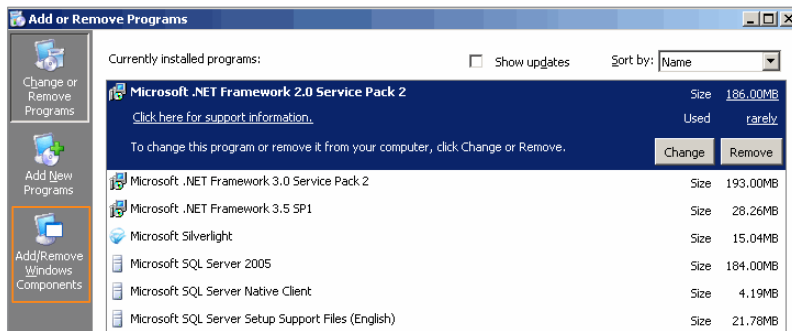 Add or Remove Programs
Change or
Remove
Programs
Add New
Programs
Add/Remove
Windows
Components
Currently installed programs:
Show updates
Sort by: Name
Microsoft .NET Framework 2.0 Service Pack 2 Size 186.00MB
Click here for support information. Used rarely
To change this program or remove it from your computer, click Change or Remove. Change Remove
Microsoft .NET Framework 3.0 Service Pack 2 Size 193.00MB
Microsoft .NET Framework 3.5 SP1 Size 28.26MB
Microsoft Silverlight Size 15.04MB
Microsoft SQL Server 2005 Size 184.00MB
Microsoft SQL Server Native Client Size 4.19MB
Microsoft SQL Server Setup Support Files (English) Size 21.78MB